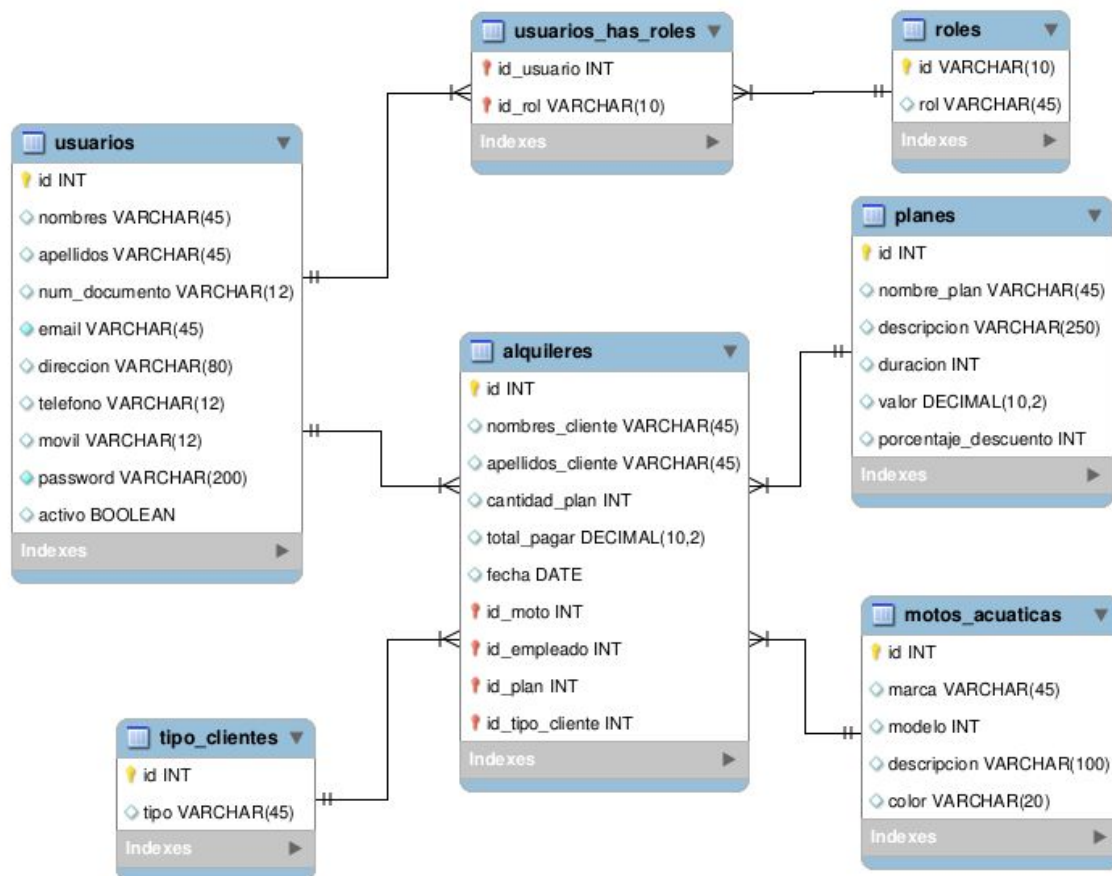 usuarios_has_roles
id_usuario INT
id_rol VARCHAR(10)
Indexes
roles
id VARCHAR(10)
rol VARCHAR(45)
Indexes
usuarios
id INT
nombres VARCHAR(45)
apellidos VARCHAR(45)
num_documento VARCHAR(12)
email VARCHAR(45)
direccion VARCHAR(80)
telefono VARCHAR(12)
movil VARCHAR(12)
password VARCHAR(200)
activo BOOLEAN
Indexes
planes
id INT
nombre_plan VARCHAR(45)
descripcion VARCHAR(250)
duracion INT
valor DECIMAL(10,2)
porcentaje_descuento INT
Indexes
alquileres
id INT
nombres_cliente VARCHAR(45)
apellidos_cliente VARCHAR(45)
cantidad_plan INT
total_pagar DECIMAL(10,2)
fecha DATE
id_moto INT
id_empleado INT
id_plan INT
id_tipo_cliente INT
Indexes
motos_acuaticas
id INT
marca VARCHAR(45)
modelo INT
descripcion VARCHAR(100)
color VARCHAR(20)
Indexes
tipo_clientes
id INT
tipo VARCHAR(45)
Indexes